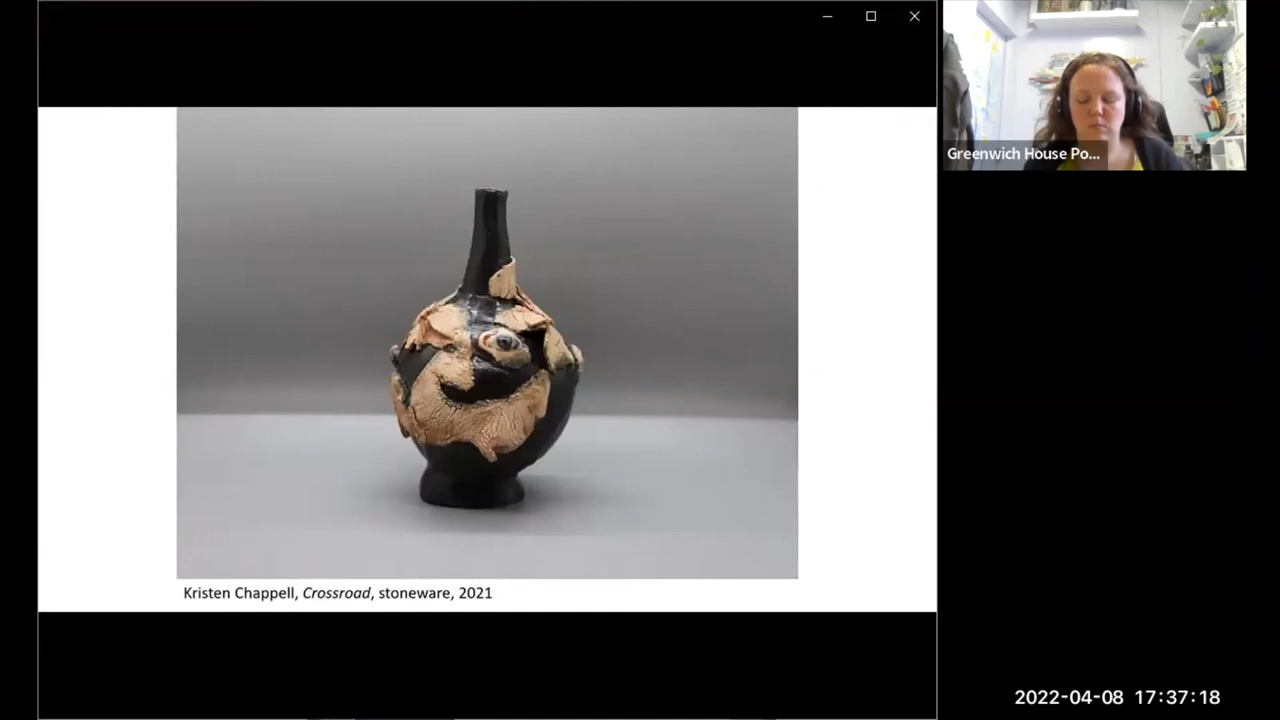 Greenwich House Po...
Kristen Chappell, Crossroad, stoneware, 2021
2022-04-08 17:37:18